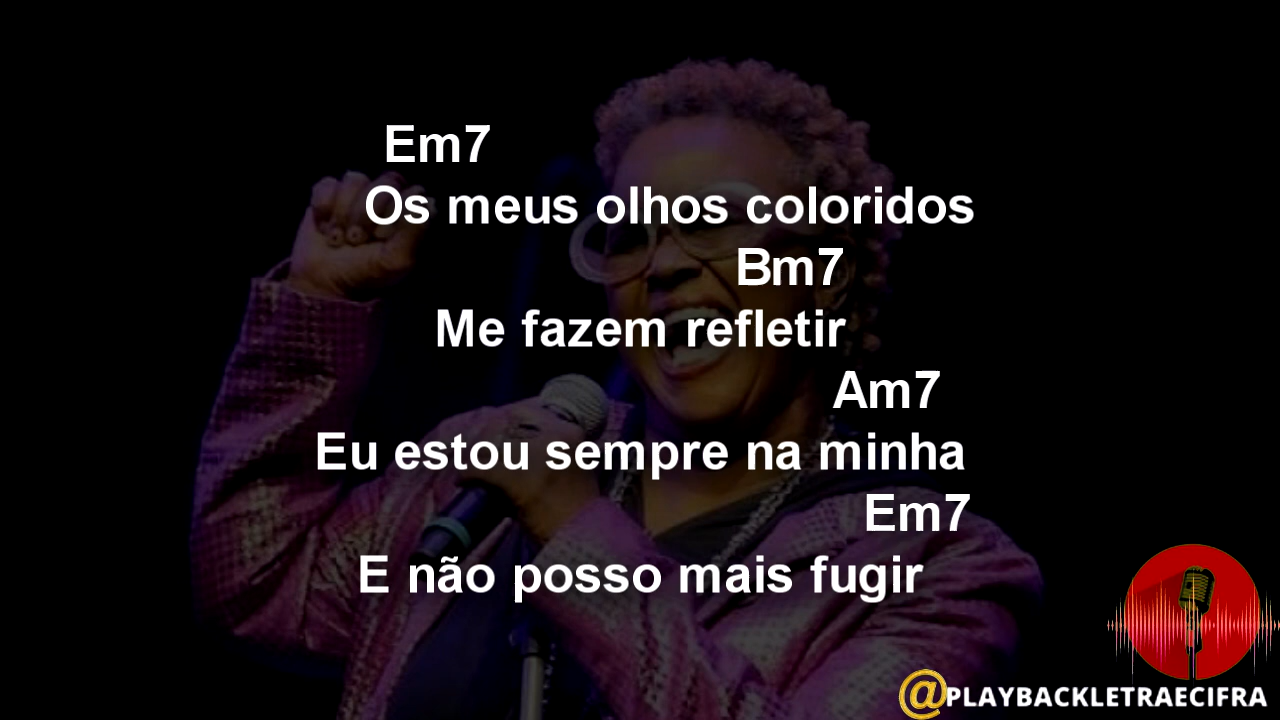 Em7
Os meus olhos coloridos
Bm7
Me fazem refletir
Am7
Eu estou sempre na minha
Em7
E não posso mais fugir
@PLAYBACKLETRAECIFRA